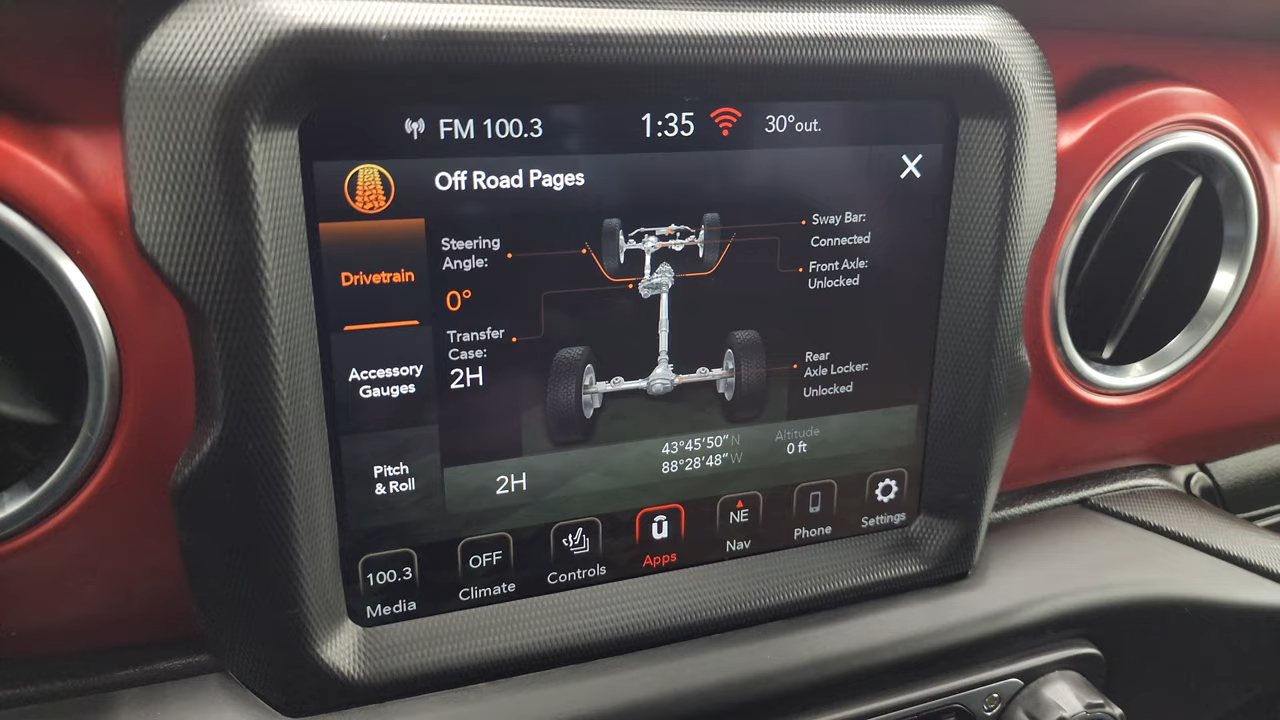 FM 100.3
1:35
30°out.
Off Road Pages
Drivetrain
Accessory
Gauges
Pitch
& Roll
Steering
Angle:
0°
Transfer
Case:
2H
Sway Bar:
Connected
Front Axle:
Unlocked
Rear
Axle Locker:
Unlocked
2H
43°45'50"N
88°28'48"W
Altitude
0 ft
100.3
Media
OFF
Climate
Controls
ū
Apps
NE
Nav
Phone
Settings